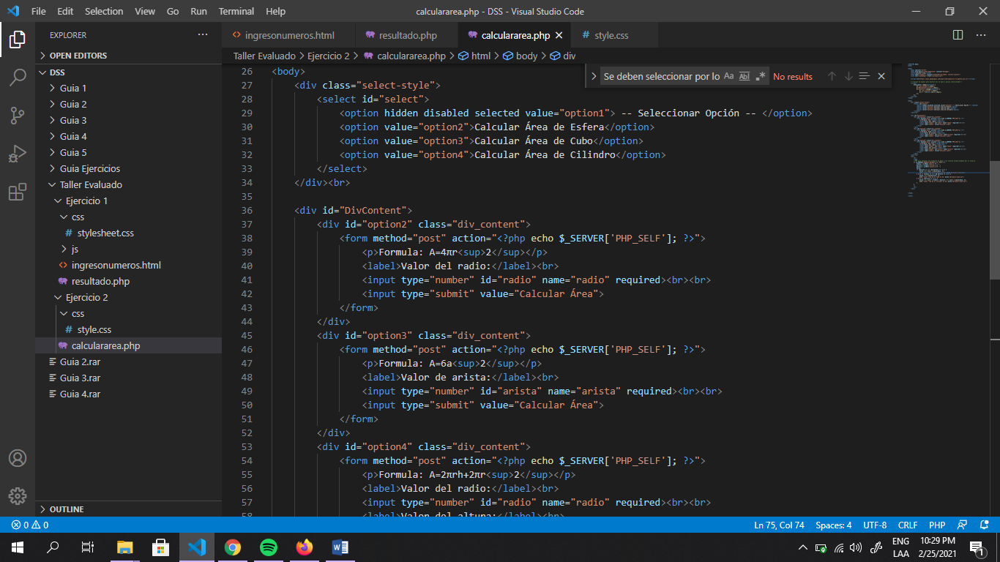 File Edit Selection View Go Run Terminal Help
calculararea.php - DSS - Visual Studio Code
EXPLORER
OPEN EDITORS
DSS
Guia 1
Guia 2
Guia 3
Guia 4
Guia 5
Guia Ejercicios
Taller Evaluado
Ejercicio 1
css
# stylesheet.css
js
<> ingresonumeros.html
resultado.php
Ejercicio 2
css
# style.css
calculararea.php
Guia 2.rar
Guia 3.rar
Guia 4.rar
OUTLINE
<> ingresonumeros.html
resultado.php
calculararea.php
# style.css
Taller Evaluado > Ejercicio 2 > calculararea.php > html > body > div
Se deben seleccionar por lo
Aa Abl .*
No results
26 <body>
27 <div class="select-style">
28 <select id="select">
29 <option hidden disabled selected value="option1"> -- Seleccionar Opción -- </option>
30 <option value="option2">Calcular Área de Esfera</option>
31 <option value="option3">Calcular Área de Cubo</option>
32 <option value="option4">Calcular Área de Cilindro</option>
33 </select>
34 </div><br>
35
36 <div id="DivContent">
37 <div id="option2" class="div_content">
38 <form method="post" action="<?php echo $_SERVER['PHP_SELF']; ?>">
39 <p>Formula: A=4πr<sup>2</sup></p>
40 <label>Valor del radio:</label><br>
41 <input type="number" id="radio" name="radio" required><br><br>
42 <input type="submit" value="Calcular Área">
43 </form>
44 </div>
45 <div id="option3" class="div_content">
46 <form method="post" action="<?php echo $_SERVER['PHP_SELF']; ?>">
47 <p>Formula: A=6a<sup>2</sup></p>
48 <label>Valor de arista:</label><br>
49 <input type="number" id="arista" name="arista" required><br><br>
50 <input type="submit" value="Calcular Área">
51 </form>
52 </div>
53 <div id="option4" class="div_content">
54 <form method="post" action="<?php echo $_SERVER['PHP_SELF']; ?>">
55 <p>Formula: A=2πrh+2πr<sup>2</sup></p>
56 <label>Valor del radio:</label><br>
57 <input type="number" id="radio" name="radio" required><br><br>
58 <label>Valor del altura:</label><br>
0 0
Ln 75, Col 74 Spaces: 4 UTF-8 CRLF PHP
ENG 10:29 PM
LAA 2/25/2021
1